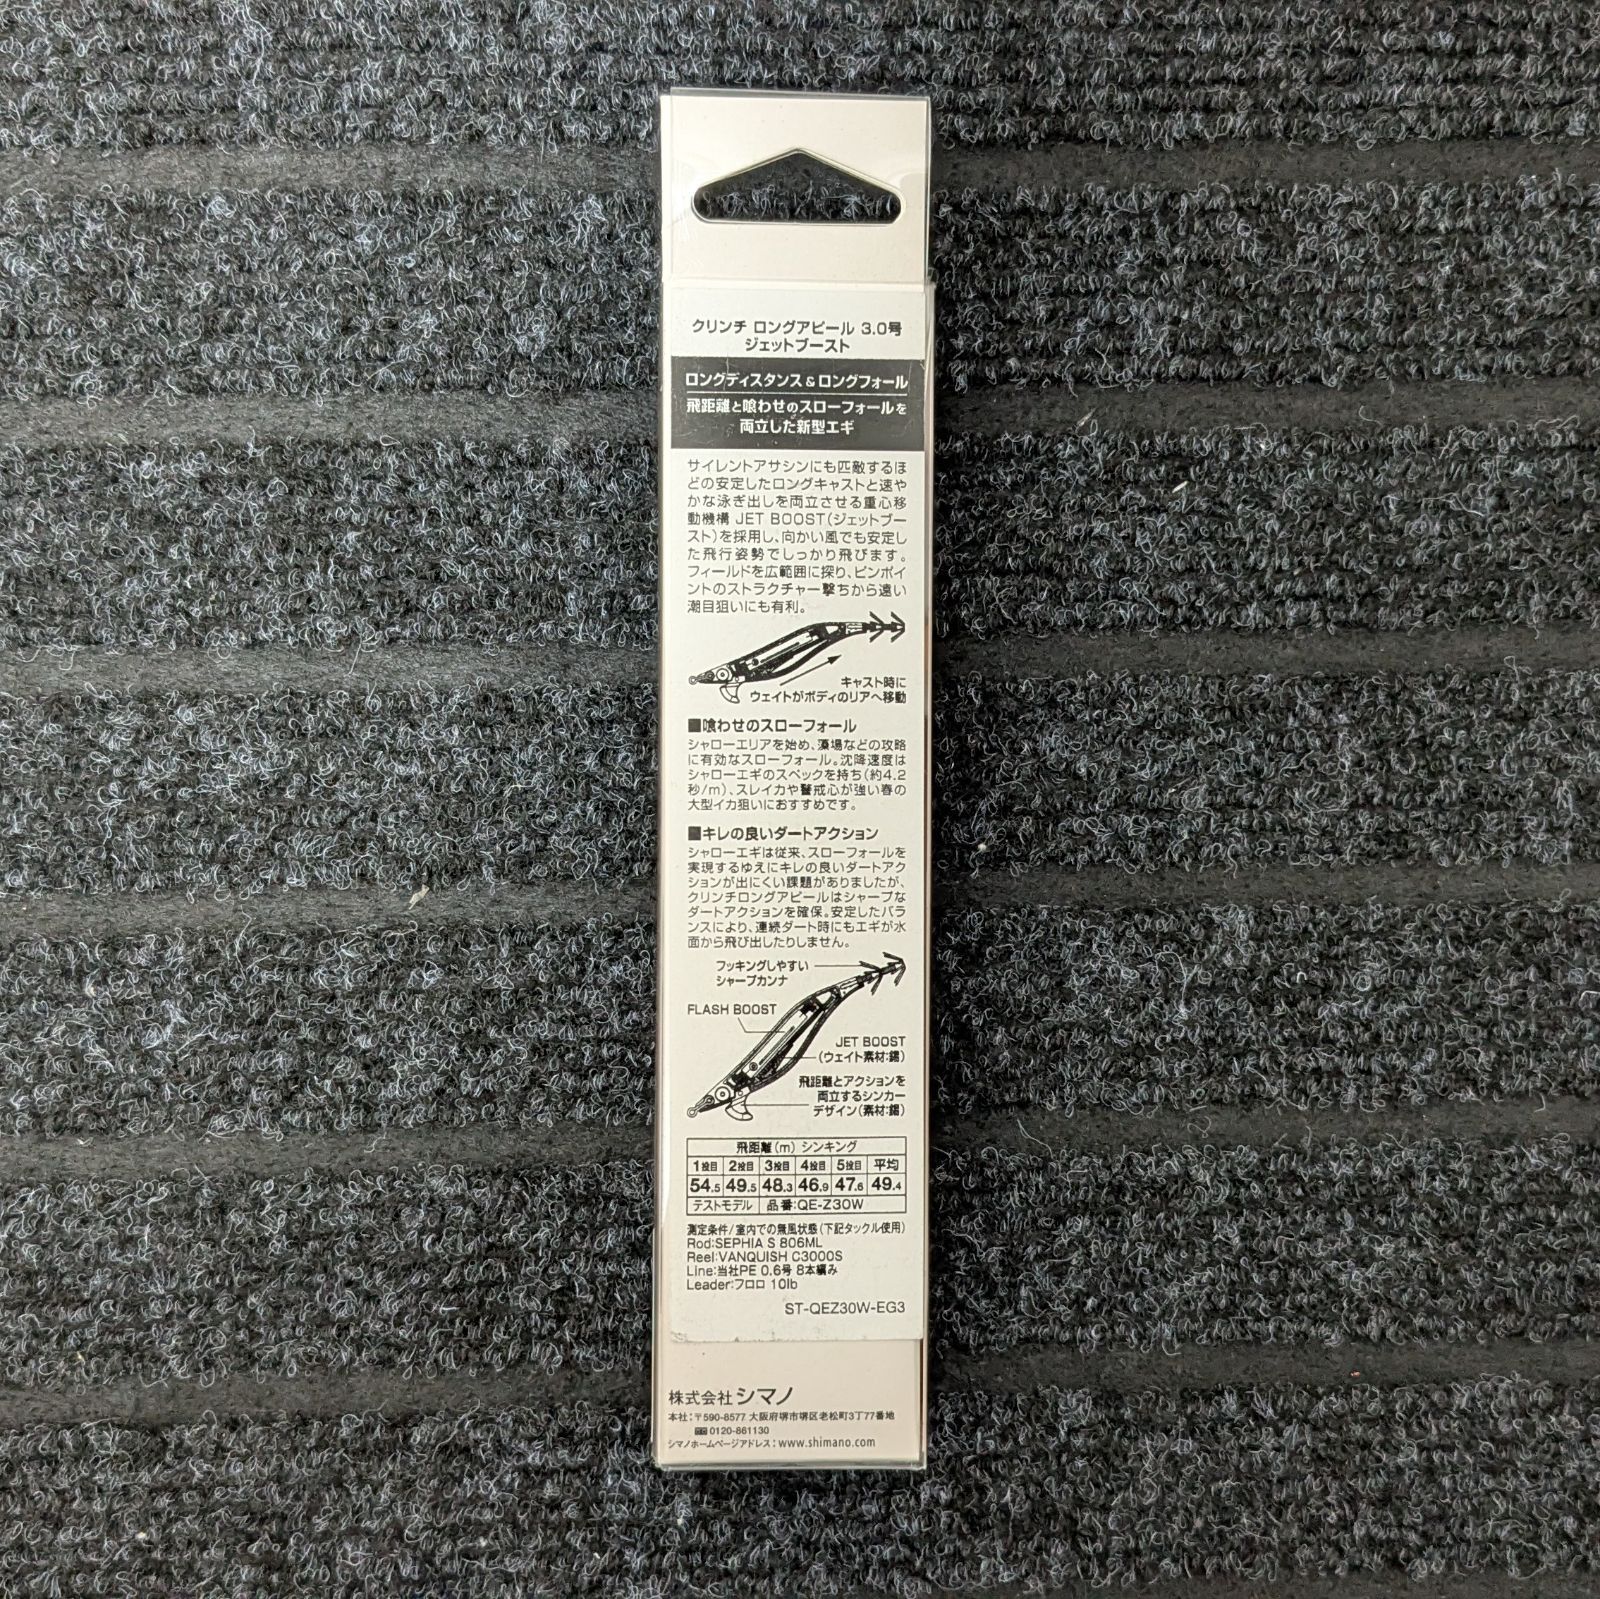 クリンチ ロングアピール 3.0号
ジェットブースト
ロングディスタンス&ロングフォール
飛距離と喰わせのスローフォールを
両立した新型エギ
サイレントアサシンにも匹敵するほ
どの安定したロングキャストと速や
かな泳ぎ出しを両立させる重心移
動機構 JET BOOST(ジェットブー
スト)を採用し、向かい風でも安定し
た飛行姿勢でしっかり飛びます。
フィールドを広範囲に探り、ピンポイ
ントのストラクチャー撃ちから遠い
潮目狙いにも有利。
キャスト時に
ウェイトがボディのリアへ移動
■喰わせのスローフォール
シャローエリアを始め、藻場などの攻略
に有効なスローフォール。沈降速度は
シャローエギのスペックを持ち(約4.2
秒/m)、スレイカや警戒心が強い春の
大型イカ狙いにおすすめです。
■キレの良いダートアクション
シャローエギは従来、スローフォールを
実現するゆえにキレの良いダートアク
ションが出にくい課題がありましたが、
クリンチロングアピールはシャープな
ダートアクションを確保。安定したバラ
ンスにより、連続ダート時にもエギが水
面から飛び出したりしません。
フッキングしやすい
シャープカンナ
FLASH BOOST
JET BOOST
(ウェイト素材:錫)
飛距離とアクションを
両立するシンカー
デザイン(素材:錫)
飛距離(m) シンキング
1投目 2投目 3投目 4投目 5投目 平均
54.5 49.5 48.3 46.9 47.6 49.4
テストモデル 品番:QE-Z30W
測定条件/室内での無風状態(下記タックル使用)
Rod:SEPHIA S 806ML
Reel:VANQUISH C3000S
Line:当社PE 0.6号 8本編み
Leader:フロロ 10lb
ST-QEZ30W-EG3
株式会社シマノ
本社:〒590-8577 大阪府堺市堺区老松町3丁77番地
0120-861130
シマノホームページアドレス:www.shimano.com